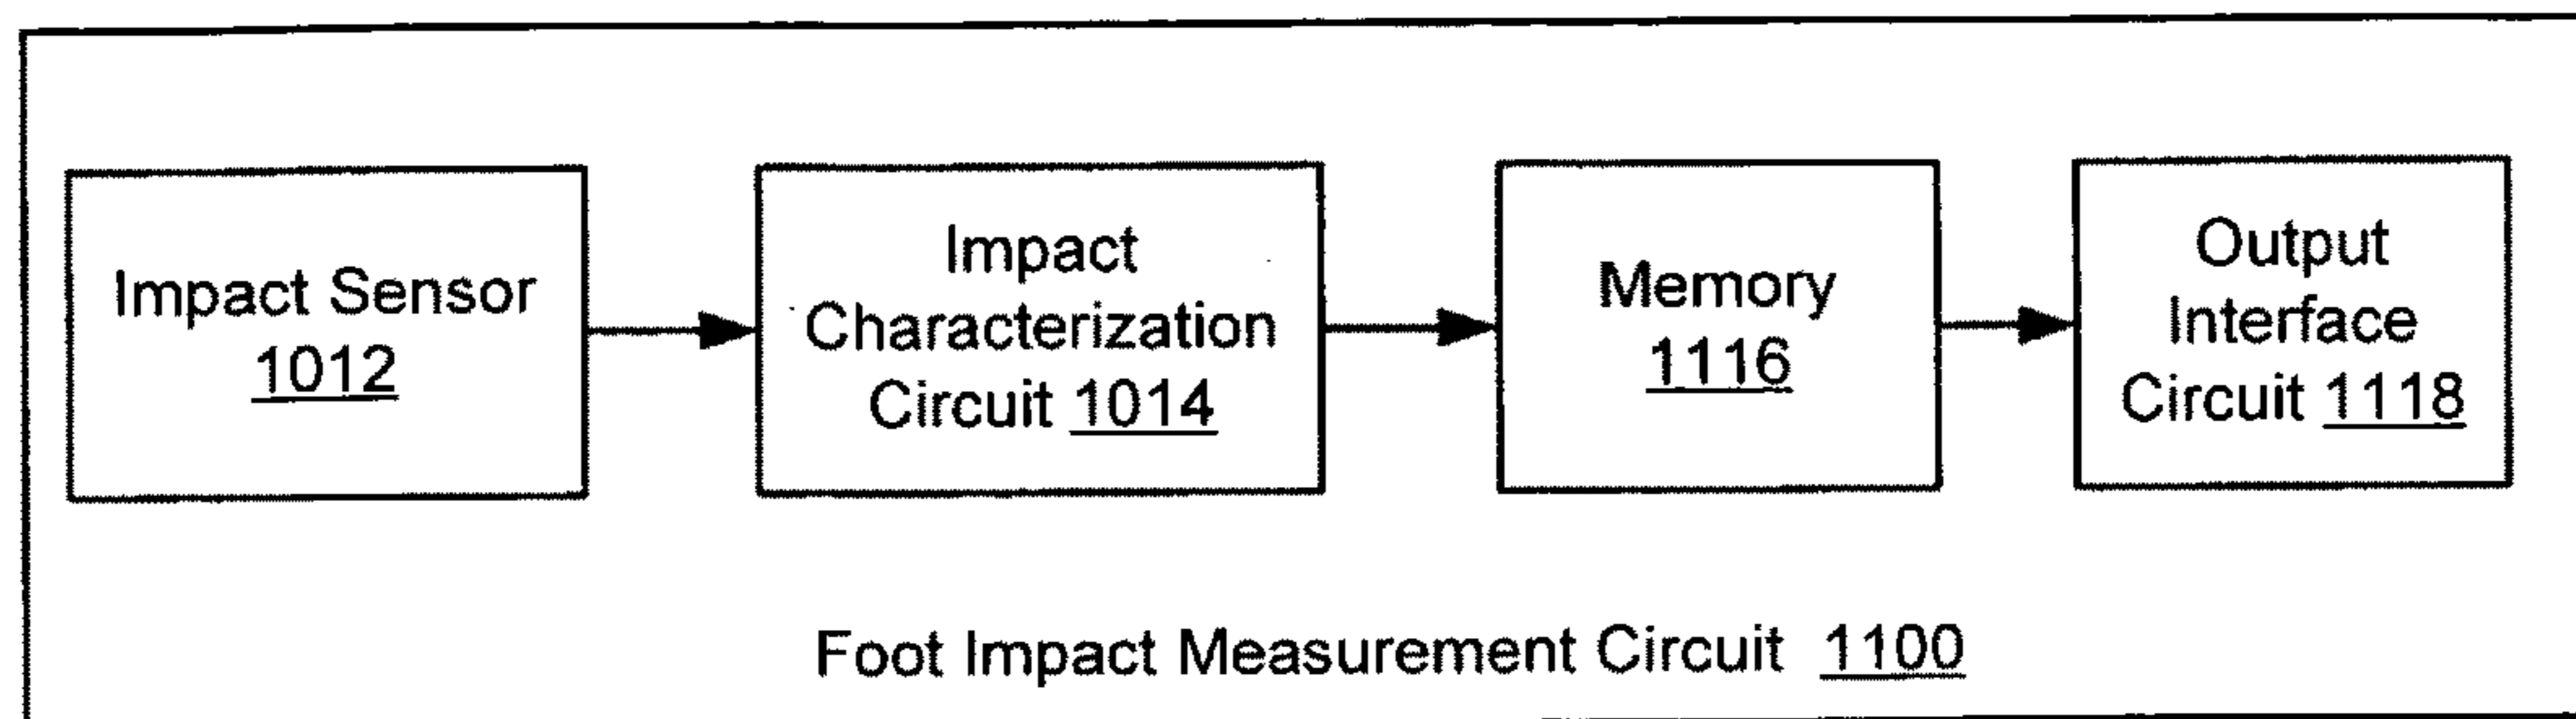 Impact Sensor
1012
Impact
Characterization
Circuit 1014
Memory
1116
Output
Interface
Circuit 1118
Foot Impact Measurement Circuit 1100